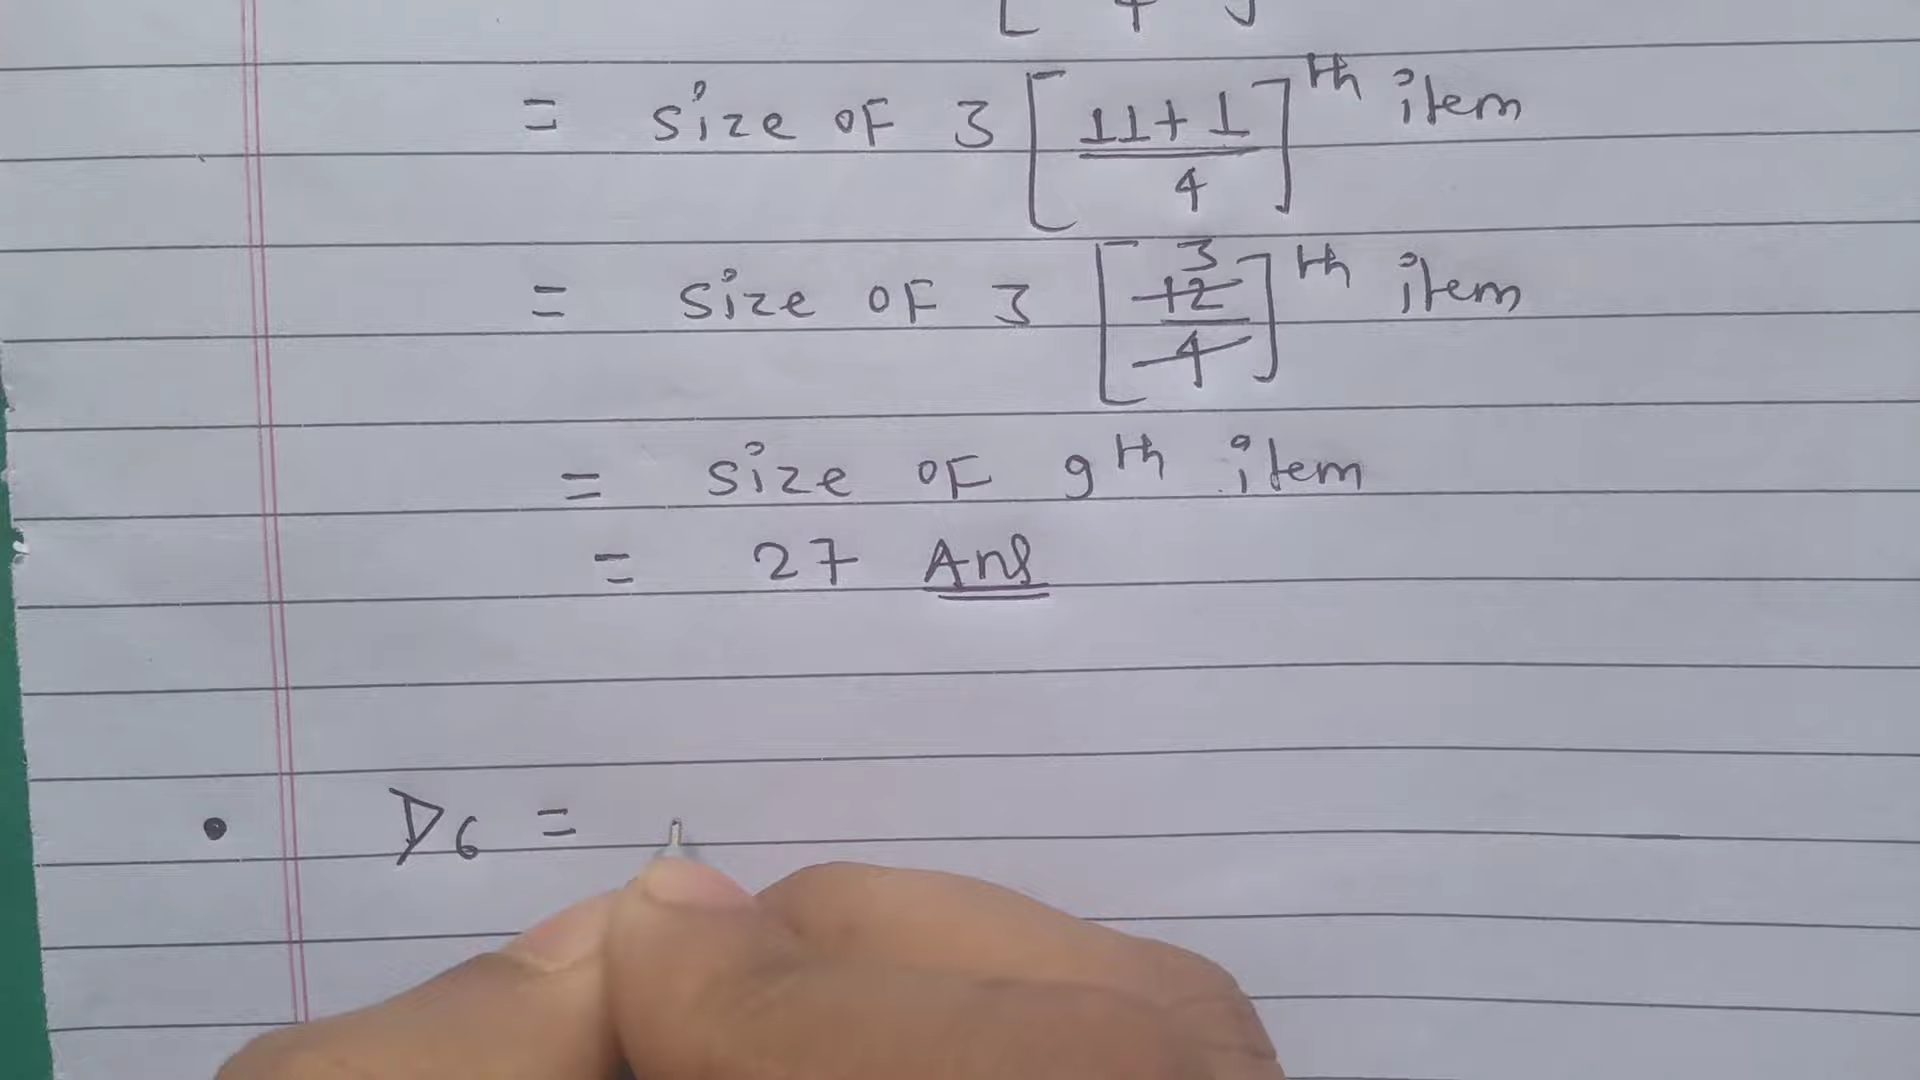 [ 4 ]
= size of 3 [ 11+1 / 4 ]th item
= size of 3 [ 3 12 / 4 ]th item
= size of 9th item
= 27 Ans
• D6 =